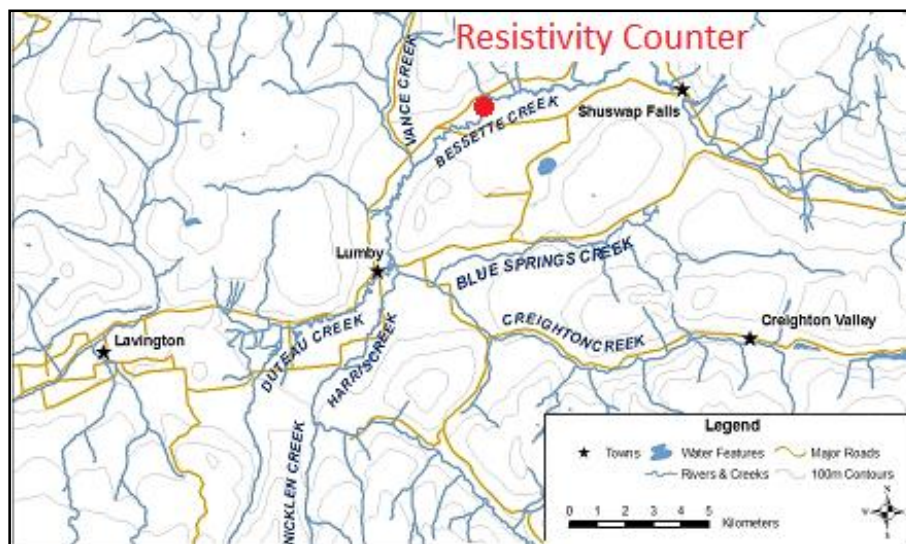 Resistivity Counter
VANCE CREEK
BESSETTE CREEK
Shuswap Falls
Lumby
BLUE SPRINGS CREEK
CREIGHTON CREEK
Creighton Valley
Lavington
DUTEAU CREEK
HARRIS CREEK
NICKLEN CREEK
Legend
Towns Water Features Major Roads
Rivers & Creeks 100m Contours
0 1 2 3 4 5
Kilometers
N
W E
S